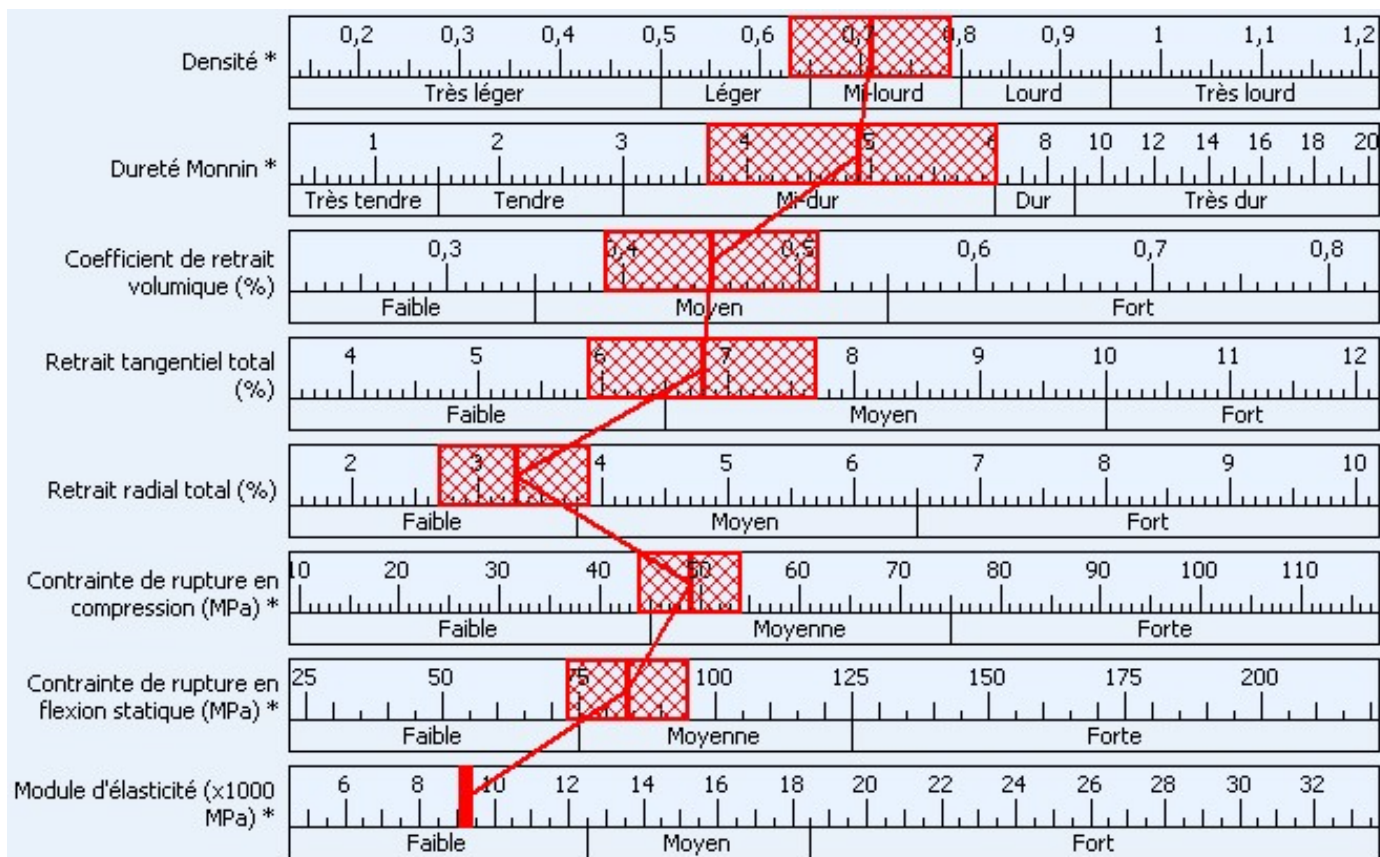 0,2 0,3 0,4 0,5 0,6 0,7 0,8 0,9 1 1,1 1,2
Densité *
Très léger Léger Mi-lourd Lourd Très lourd
1 2 3 4 5 6 8 10 12 14 16 18 20
Dureté Monnin *
Très tendre Tendre Mi-dur Dur Très dur
0,3 0,4 0,5 0,6 0,7 0,8
Coefficient de retrait
volumique (%)
Faible Moyen Fort
4 5 6 7 8 9 10 11 12
Retrait tangentiel total
(%)
Faible Moyen Fort
2 3 4 5 6 7 8 9 10
Retrait radial total (%)
Faible Moyen Fort
10 20 30 40 50 60 70 80 90 100 110
Contrainte de rupture en
compression (MPa) *
Faible Moyenne Forte
25 50 75 100 125 150 175 200
Contrainte de rupture en
flexion statique (MPa) *
Faible Moyenne Forte
6 8 10 12 14 16 18 20 22 24 26 28 30 32
Module d'élasticité (x1000
MPa) *
Faible Moyen Fort